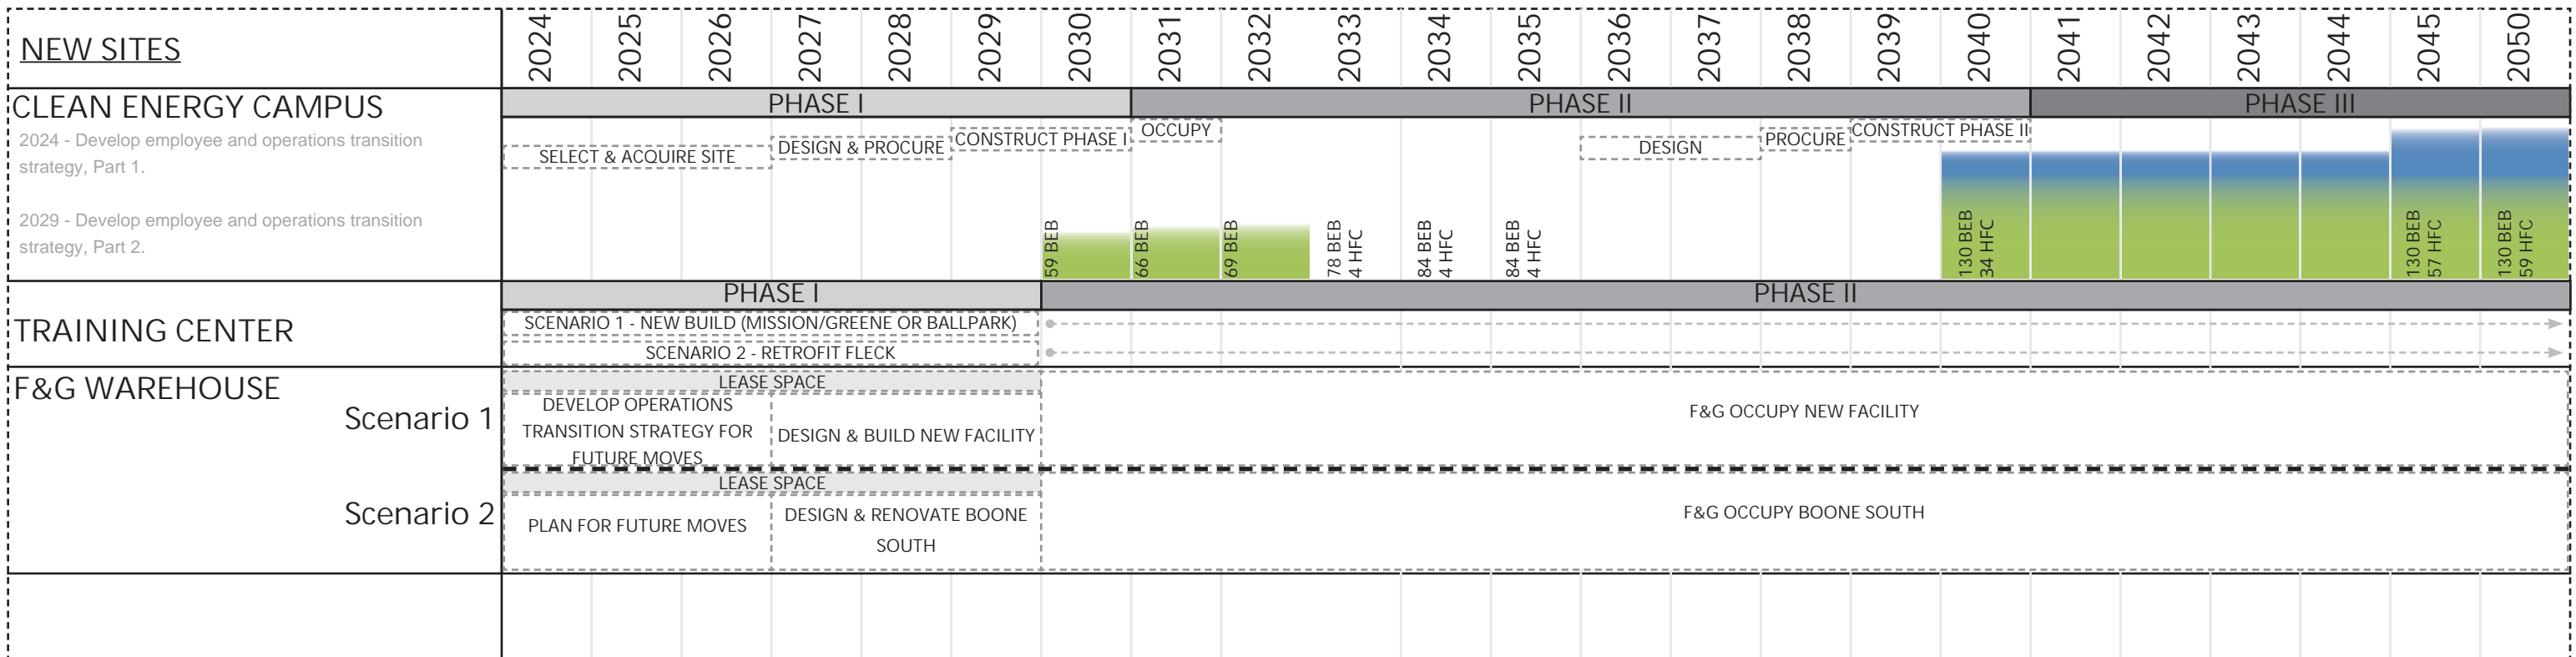 NEW SITES
2024 2025 2026 2027 2028 2029 2030 2031 2032 2033 2034 2035 2036 2037 2038 2039 2040 2041 2042 2043 2044 2045 2050
CLEAN ENERGY CAMPUS
2024 - Develop employee and operations transition
strategy, Part 1.
2029 - Develop employee and operations transition
strategy, Part 2.
PHASE I
PHASE II
PHASE III
SELECT & ACQUIRE SITE
DESIGN & PROCURE
CONSTRUCT PHASE I
OCCUPY
DESIGN
PROCURE
CONSTRUCT PHASE II
59 BEB
66 BEB
69 BEB
78 BEB
4 HFC
84 BEB
4 HFC
84 BEB
4 HFC
130 BEB
34 HFC
130 BEB
57 HFC
130 BEB
59 HFC
TRAINING CENTER
PHASE I
PHASE II
SCENARIO 1 - NEW BUILD (MISSION/GREENE OR BALLPARK)
SCENARIO 2 - RETROFIT FLECK
F&G WAREHOUSE
Scenario 1
LEASE SPACE
DEVELOP OPERATIONS
TRANSITION STRATEGY FOR
FUTURE MOVES
DESIGN & BUILD NEW FACILITY
F&G OCCUPY NEW FACILITY
Scenario 2
LEASE SPACE
PLAN FOR FUTURE MOVES
DESIGN & RENOVATE BOONE
SOUTH
F&G OCCUPY BOONE SOUTH